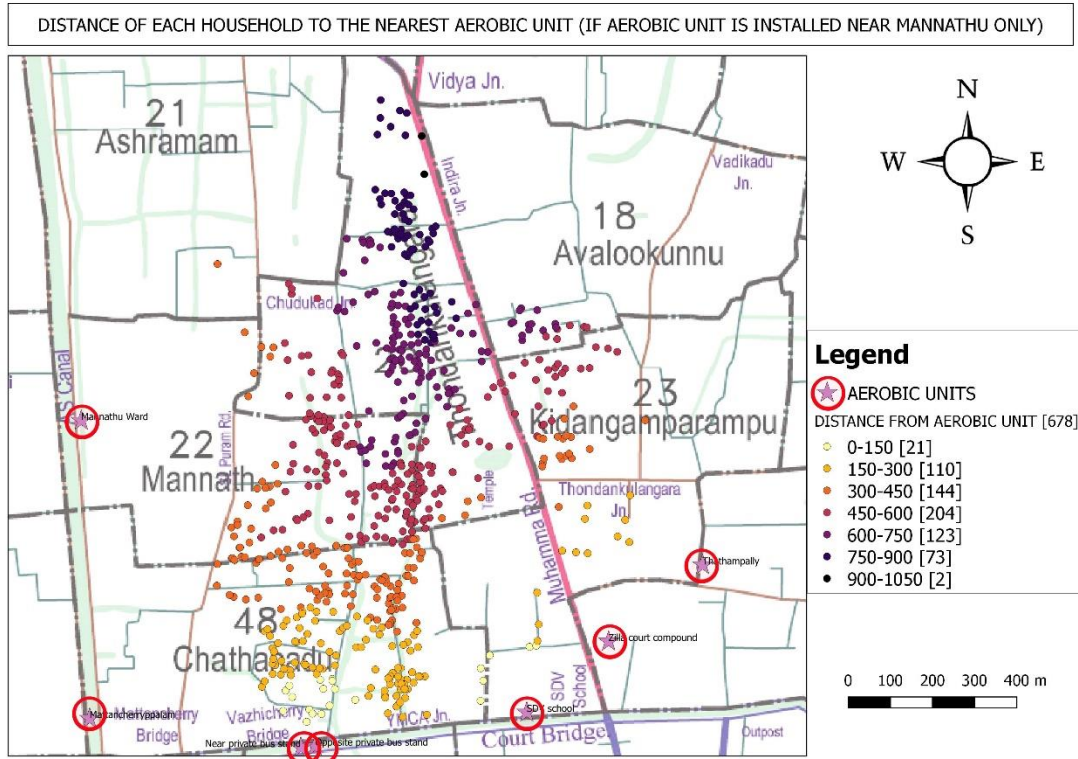 DISTANCE OF EACH HOUSEHOLD TO THE NEAREST AEROBIC UNIT (IF AEROBIC UNIT IS INSTALLED NEAR MANNATHU ONLY)
Vidya Jn.
21
Ashramam
Indira Jn.
Vadikadu
Jn.
18
Avalookunnu
Chudukad Jn.
S Canal
Mannathu Ward
23
Kidangamparampu
22
Mannath
Puram Rd.
Temple
Thondankulangara
Jn.
Muhamma Rd.
Thathampally
48
Chathanadu
Zilla court compound
SDV
School
Mattancherryppalam
Mattancherry
Bridge
Vazhicherry
Bridge
YMCA Jn.
SDV school
Near private bus stand
Opposite private bus stand
Court Bridge.
Outpost
N
W
E
S
Legend
AEROBIC UNITS
DISTANCE FROM AEROBIC UNIT [678]
0-150 [21]
150-300 [110]
300-450 [144]
450-600 [204]
600-750 [123]
750-900 [73]
900-1050 [2]
0 100 200 300 400 m